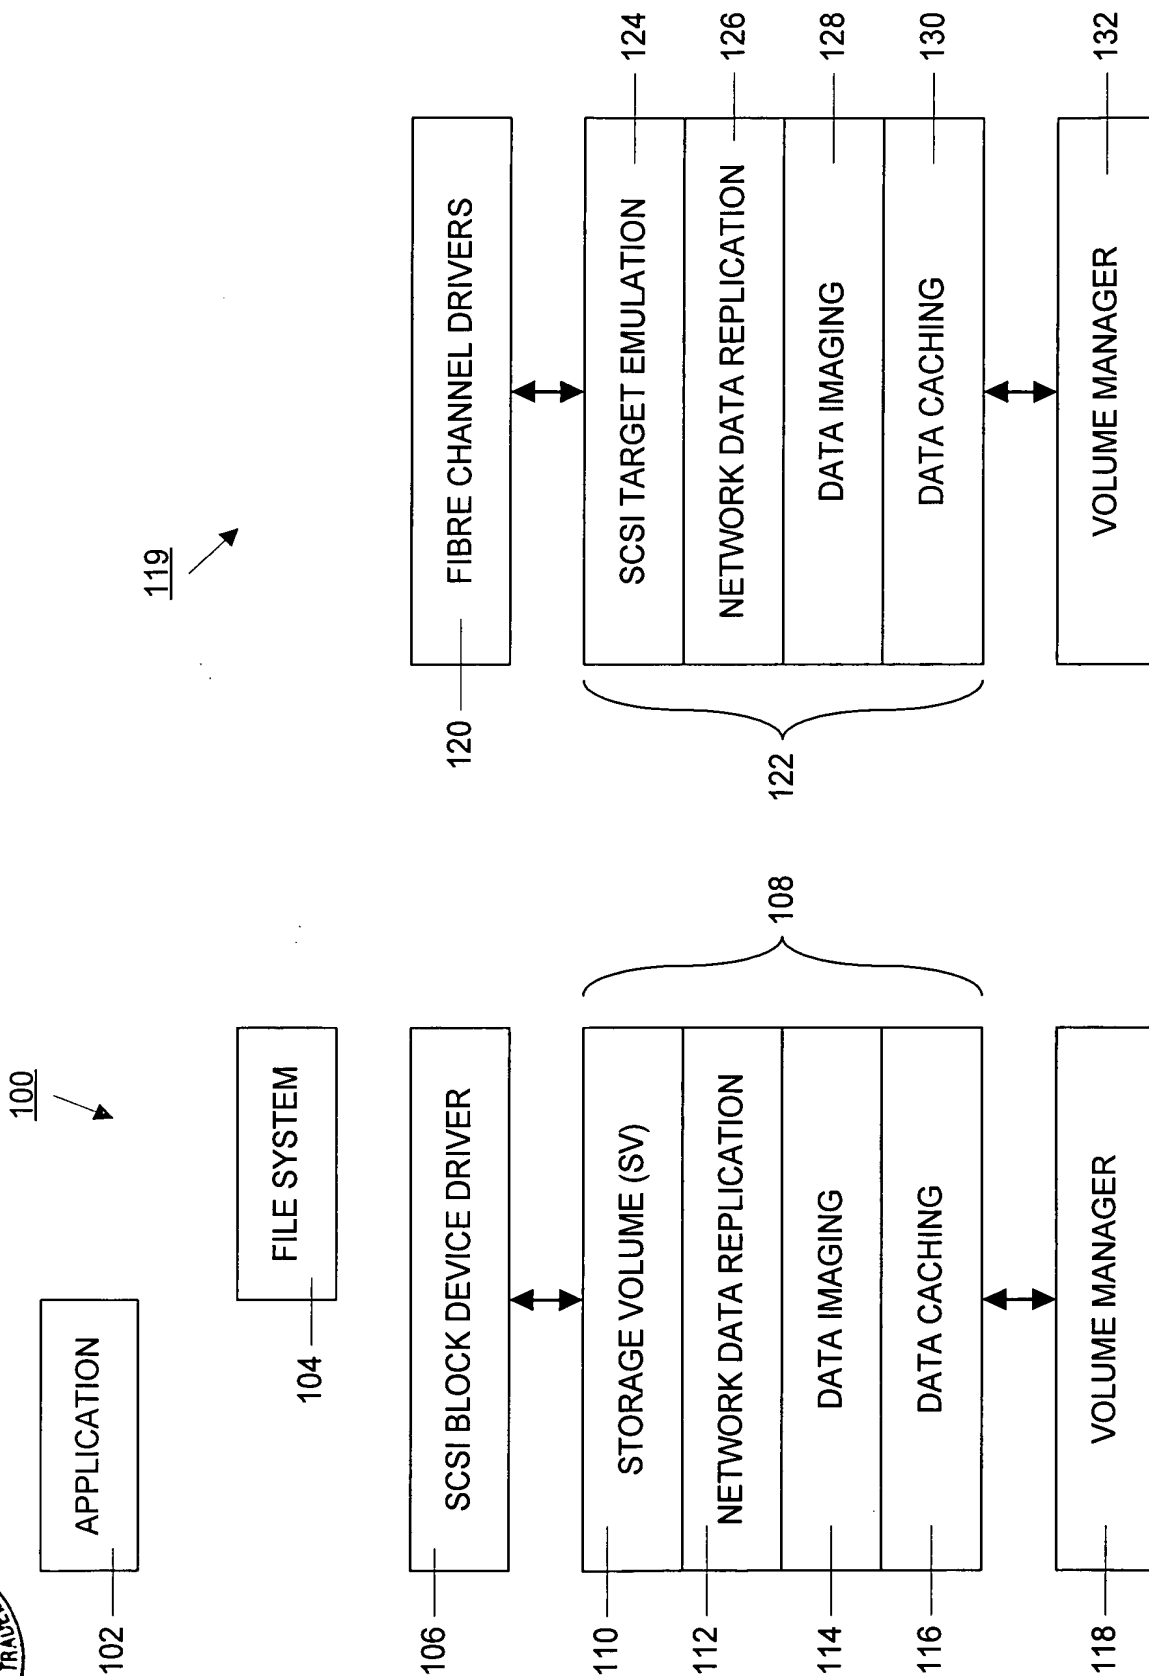 100
102
APPLICATION
FILE SYSTEM
104
106
SCSI BLOCK DEVICE DRIVER
108
110
STORAGE VOLUME (SV)
112
NETWORK DATA REPLICATION
114
DATA IMAGING
116
DATA CACHING
118
VOLUME MANAGER
119
120
FIBRE CHANNEL DRIVERS
122
SCSI TARGET EMULATION
124
NETWORK DATA REPLICATION
126
DATA IMAGING
128
DATA CACHING
130
VOLUME MANAGER
132